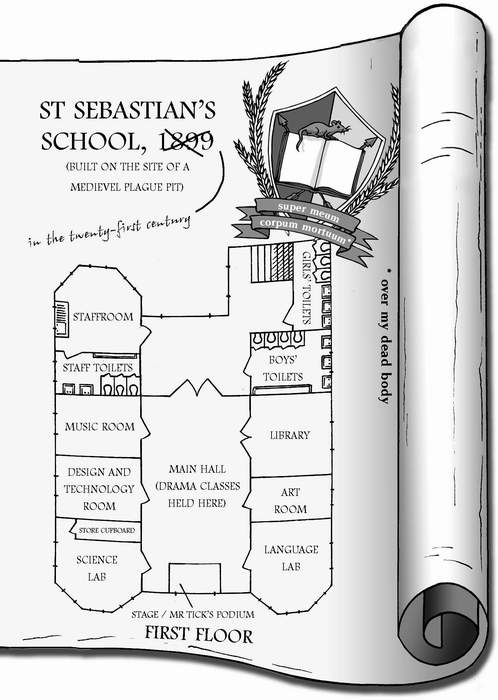 ST SEBASTIAN'S
SCHOOL, 1899
(BUILT ON THE SITE OF A
MEDIEVEL PLAGUE PIT)
in the twenty-first century
super meum
corpum mortuum*
* over my dead body
GIRLS' TOILETS
STAFFROOM
STAFF TOILETS
BOYS'
TOILETS
MUSIC ROOM
LIBRARY
MAIN HALL
(DRAMA CLASSES
HELD HERE)
DESIGN AND
TECHNOLOGY
ROOM
ART
ROOM
STORE CUPBOARD
SCIENCE
LAB
LANGUAGE
LAB
STAGE / MR TICK'S PODIUM
FIRST FLOOR